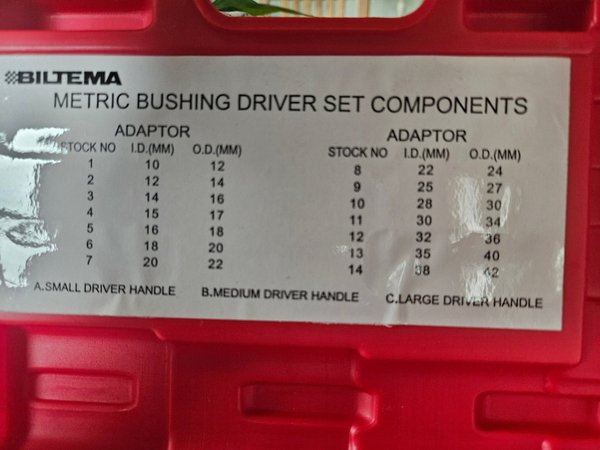 BILTEMA
METRIC BUSHING DRIVER SET COMPONENTS
ADAPTOR
STOCK NO I.D.(MM) O.D.(MM)
1 10 12
2 12 14
3 14 16
4 15 17
5 16 18
6 18 20
7 20 22
ADAPTOR
STOCK NO I.D.(MM) O.D.(MM)
8 22 24
9 25 27
10 28 30
11 30 34
12 32 36
13 35 40
14 38 42
A.SMALL DRIVER HANDLE B.MEDIUM DRIVER HANDLE C.LARGE DRIVER HANDLE